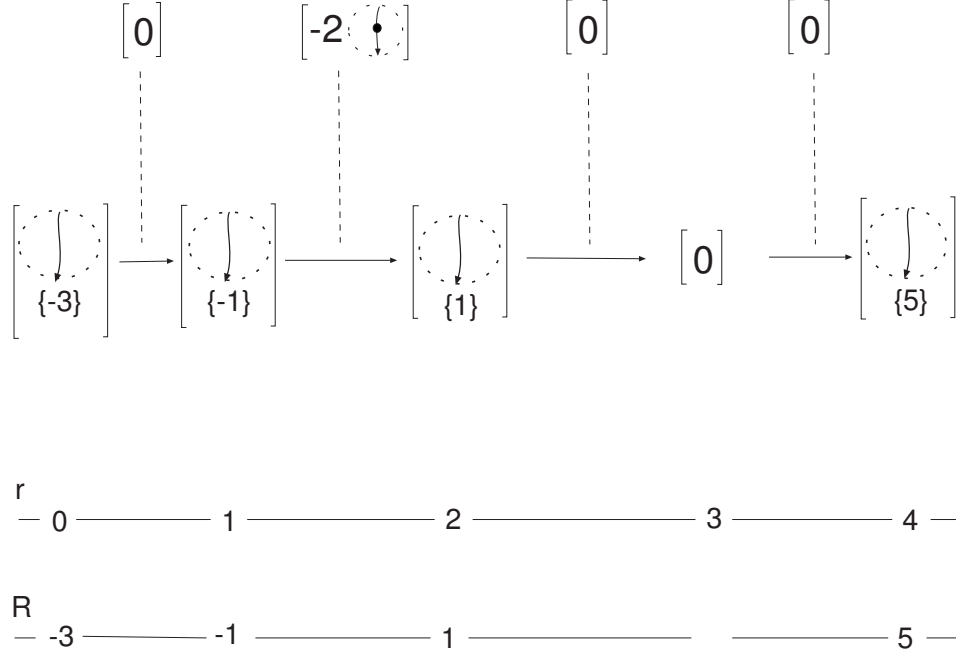 [0] [-2 ] [0] [0]
[0]
{-3} {-1} {1} {5}
r
0 1 2 3 4
R
-3 -1 1 5